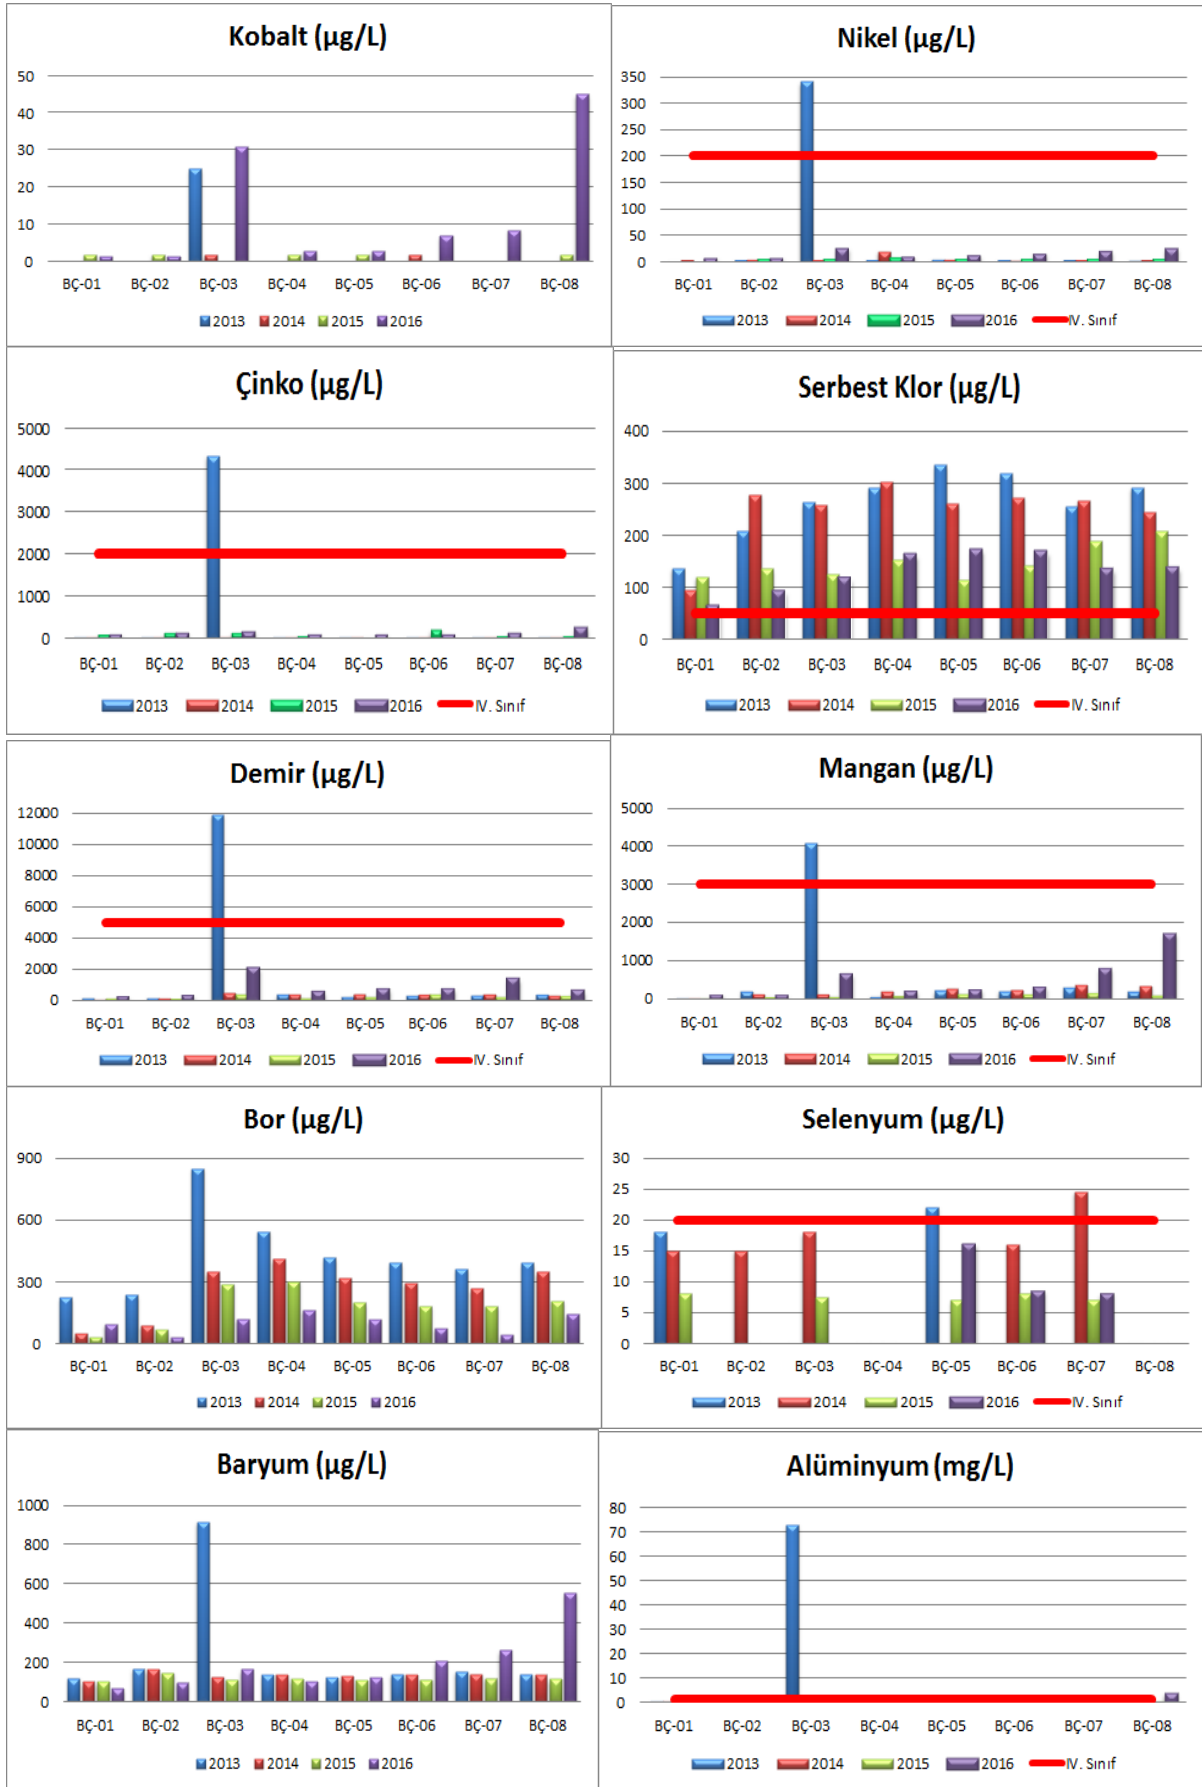 Kobalt (µg/L)
50
40
30
20
10
0
BÇ-01 BÇ-02 BÇ-03 BÇ-04 BÇ-05 BÇ-06 BÇ-07 BÇ-08
2013 2014 2015 2016
Nikel (µg/L)
350
300
250
200
150
100
50
0
BÇ-01 BÇ-02 BÇ-03 BÇ-04 BÇ-05 BÇ-06 BÇ-07 BÇ-08
2013 2014 2015 2016 IV. Sınıf
Çinko (µg/L)
5000
4000
3000
2000
1000
0
BÇ-01 BÇ-02 BÇ-03 BÇ-04 BÇ-05 BÇ-06 BÇ-07 BÇ-08
2013 2014 2015 2016 IV. Sınıf
Serbest Klor (µg/L)
400
300
200
100
0
BÇ-01 BÇ-02 BÇ-03 BÇ-04 BÇ-05 BÇ-06 BÇ-07 BÇ-08
2013 2014 2015 2016 IV. Sınıf
Demir (µg/L)
12000
10000
8000
6000
4000
2000
0
BÇ-01 BÇ-02 BÇ-03 BÇ-04 BÇ-05 BÇ-06 BÇ-07 BÇ-08
2013 2014 2015 2016 IV. Sınıf
Mangan (µg/L)
5000
4000
3000
2000
1000
0
BÇ-01 BÇ-02 BÇ-03 BÇ-04 BÇ-05 BÇ-06 BÇ-07 BÇ-08
2013 2014 2015 2016 IV. Sınıf
Bor (µg/L)
900
600
300
0
BÇ-01 BÇ-02 BÇ-03 BÇ-04 BÇ-05 BÇ-06 BÇ-07 BÇ-08
2013 2014 2015 2016
Selenyum (µg/L)
30
25
20
15
10
5
0
BÇ-01 BÇ-02 BÇ-03 BÇ-04 BÇ-05 BÇ-06 BÇ-07 BÇ-08
2013 2014 2015 2016 IV. Sınıf
Baryum (µg/L)
1000
800
600
400
200
0
BÇ-01 BÇ-02 BÇ-03 BÇ-04 BÇ-05 BÇ-06 BÇ-07 BÇ-08
2013 2014 2015 2016
Alüminyum (mg/L)
80
70
60
50
40
30
20
10
0
BÇ-01 BÇ-02 BÇ-03 BÇ-04 BÇ-05 BÇ-06 BÇ-07 BÇ-08
2013 2014 2015 2016 IV. Sınıf